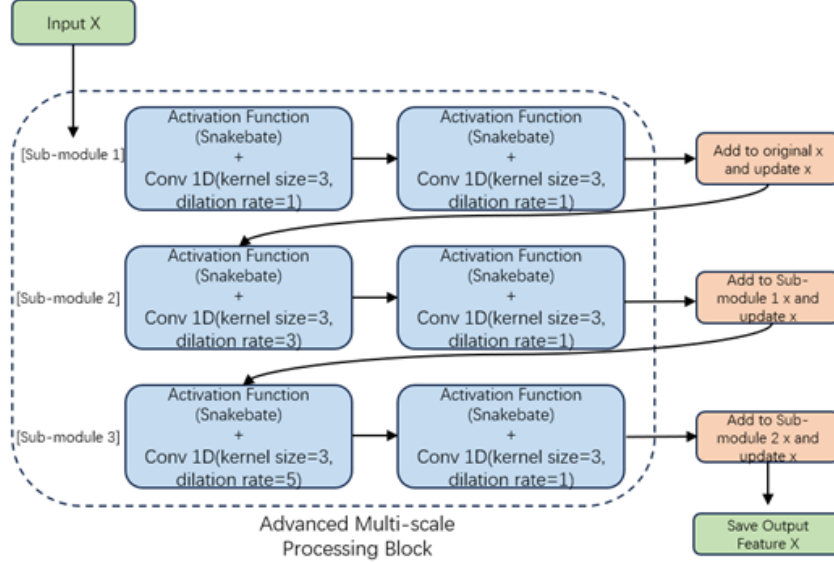 Input X
[Sub-module 1]
Activation Function
(Snakebate)
+
Conv 1D(kernel size=3,
dilation rate=1)
Activation Function
(Snakebate)
+
Conv 1D(kernel size=3,
dilation rate=1)
Add to original x
and update x
[Sub-module 2]
Activation Function
(Snakebate)
+
Conv 1D(kernel size=3,
dilation rate=3)
Activation Function
(Snakebate)
+
Conv 1D(kernel size=3,
dilation rate=1)
Add to Sub-
module 1 x and
update x
[Sub-module 3]
Activation Function
(Snakebate)
+
Conv 1D(kernel size=3,
dilation rate=5)
Activation Function
(Snakebate)
+
Conv 1D(kernel size=3,
dilation rate=1)
Add to Sub-
module 2 x and
update x
Save Output
Feature X
Advanced Multi-scale
Processing Block